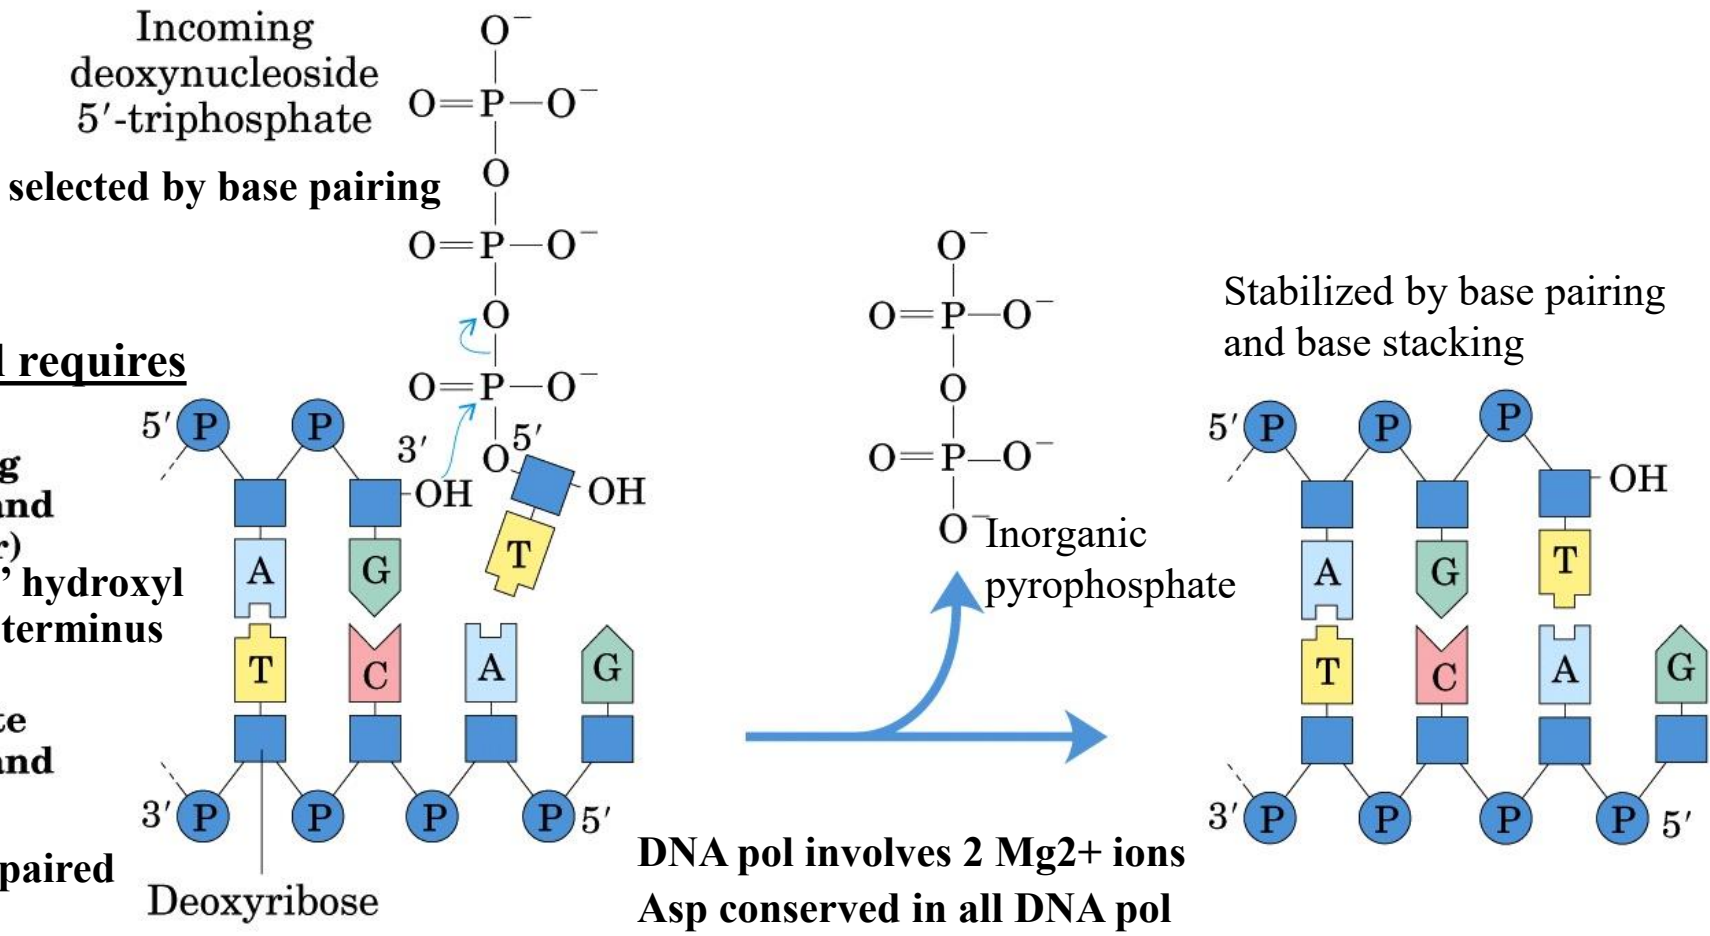 Incoming
deoxynucleoside
5′-triphosphate
selected by base pairing
O⁻
O=P—O⁻
O
O=P—O⁻
O
O=P—O⁻
O 5′
requires
5′ P P
3′
OH
OH
and
A G T
' hydroxyl
terminus
T C A G
and
3′ P P P P 5′
paired
Deoxyribose
O⁻
O=P—O⁻
O
O=P—O⁻
O⁻
Inorganic
pyrophosphate
DNA pol involves 2 Mg2+ ions
Asp conserved in all DNA pol
Stabilized by base pairing
and base stacking
5′ P P P
OH
A G T
T C A G
3′ P P P P 5′